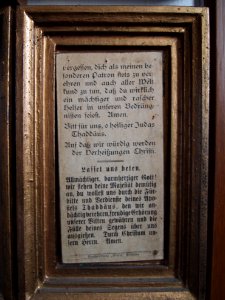 vergessen, dich als meinen be-
sonderen Patron stets zu ver-
ehren und auch aller Welt
kund zu tun, daß du wirklich
ein mächtiger und rascher
Helfer in unseren Bedräng-
nissen seiest. Amen.
Bitt für uns, o heiliger Judas
Thaddäus.
Auf daß wir würdig werden
der Verheißungen Christi.
Lasset uns beten.
Allmächtiger, barmherziger Gott!
wir flehen deine Majestät demütig
an, du wollest uns durch die Für-
bitte und Verdienste deines Apo-
stels Thaddäus, den wir an-
dächtig verehren, freudige Erhörung
unserer Bitten gewähren und die
Fülle deines Segens über uns
ausgießen. Durch Christum un-
sern Herrn. Amen.